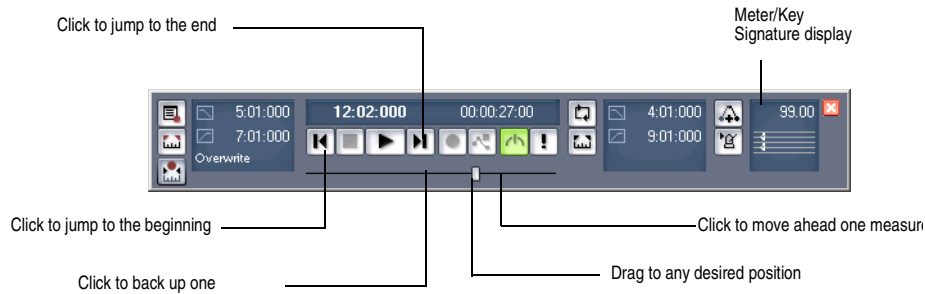 Click to jump to the end
Meter/Key
Signature display
5:01:000
12:02:000
00:00:27:00
4:01:000
99.00
7:01:000
9:01:000
Overwrite
Click to jump to the beginning
Click to move ahead one measure
Click to back up one
Drag to any desired position